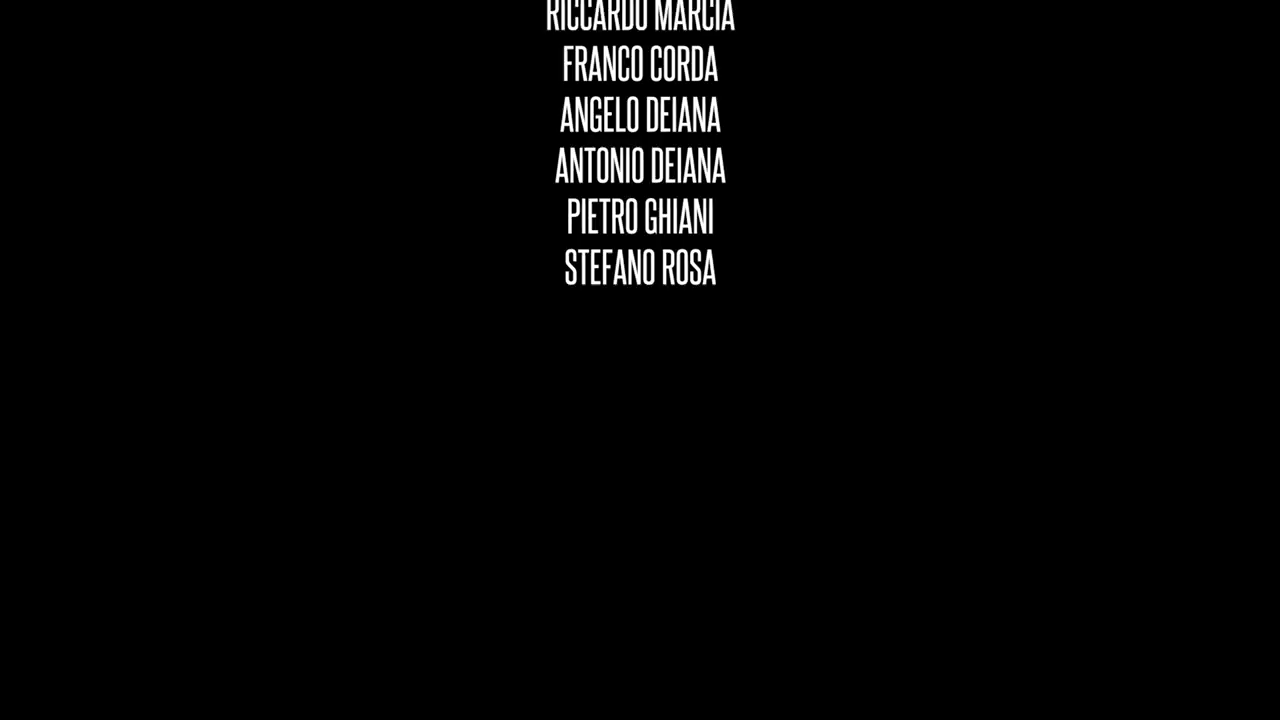 RICCARDO MARCIA
FRANCO CORDA
ANGELO DEIANA
ANTONIO DEIANA
PIETRO GHIANI
STEFANO ROSA